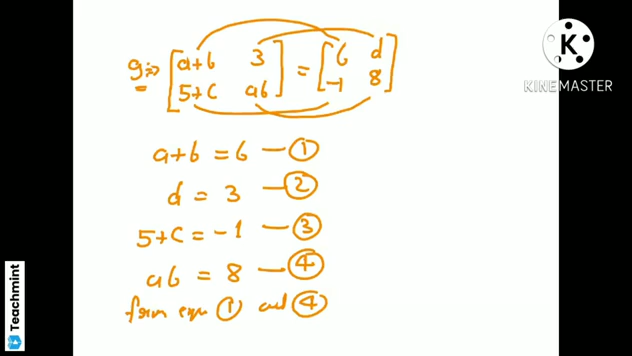 a+b 3 = 6 d
5+c ab -1 8
KINEMASTER
a+b = 6 — ①
d = 3 — ②
5+c = -1 — ③
ab = 8 — ④
from eqn ① and ④
Teachmint